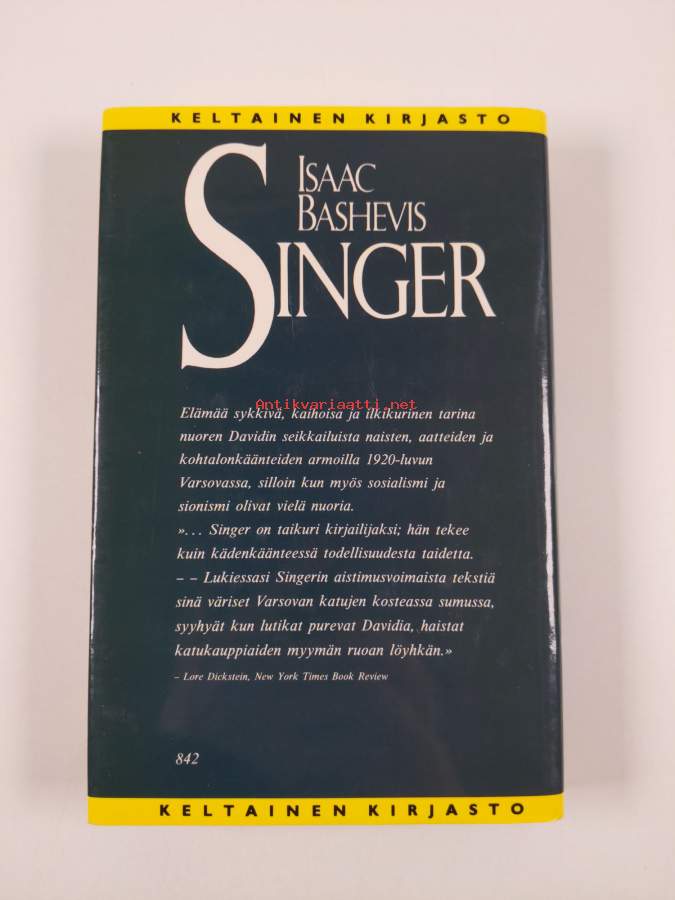 KELTAINEN KIRJASTO
ISAAC
BASHEVIS
SINGER
Antikvariaatti.net
Elämää sykkivä, kaihoisa ja ilkikurinen tarina
nuoren Davidin seikkailuista naisten, aatteiden ja
kohtalonkäänteiden armoilla 1920-luvun
Varsovassa, silloin kun myös sosialismi ja
sionismi olivat vielä nuoria.
»... Singer on taikuri kirjailijaksi; hän tekee
kuin kädenkäänteessä todellisuudesta taidetta.
– – Lukiessasi Singerin aistimusvoimaista tekstiä
sinä väriset Varsovan katujen kosteassa sumussa,
syyhyät kun lutikat purevat Davidia, haistat
katukauppiaiden myymän ruoan löyhkän.»
– Lore Dickstein, New York Times Book Review
842
KELTAINEN KIRJASTO